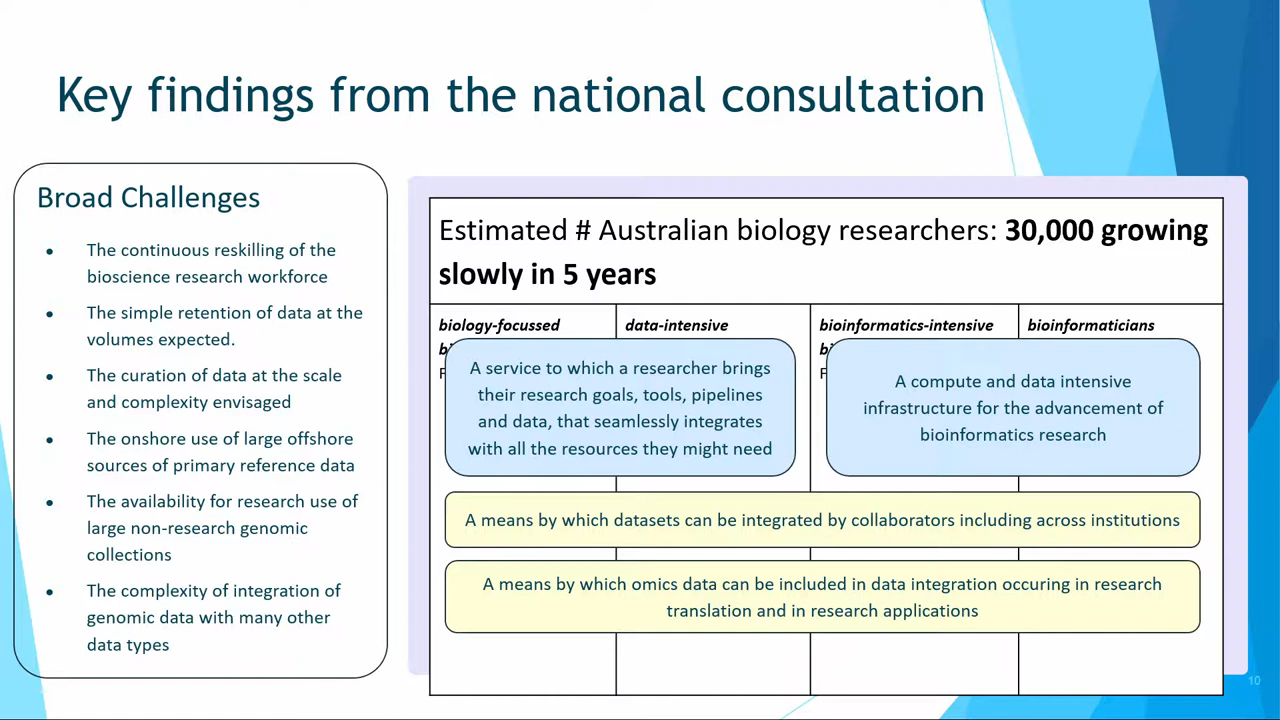 Key findings from the national consultation
Broad Challenges
● The continuous reskilling of the
bioscience research workforce
● The simple retention of data at the
volumes expected.
● The curation of data at the scale
and complexity envisaged
● The onshore use of large offshore
sources of primary reference data
● The availability for research use of
large non-research genomic
collections
● The complexity of integration of
genomic data with many other
data types
Estimated # Australian biology researchers: 30,000 growing
slowly in 5 years
biology-focussed
data-intensive
bioinformatics-intensive
bioinformaticians
A service to which a researcher brings
their research goals, tools, pipelines
and data, that seamlessly integrates
with all the resources they might need
A compute and data intensive
infrastructure for the advancement of
bioinformatics research
A means by which datasets can be integrated by collaborators including across institutions
A means by which omics data can be included in data integration occuring in research
translation and in research applications
10